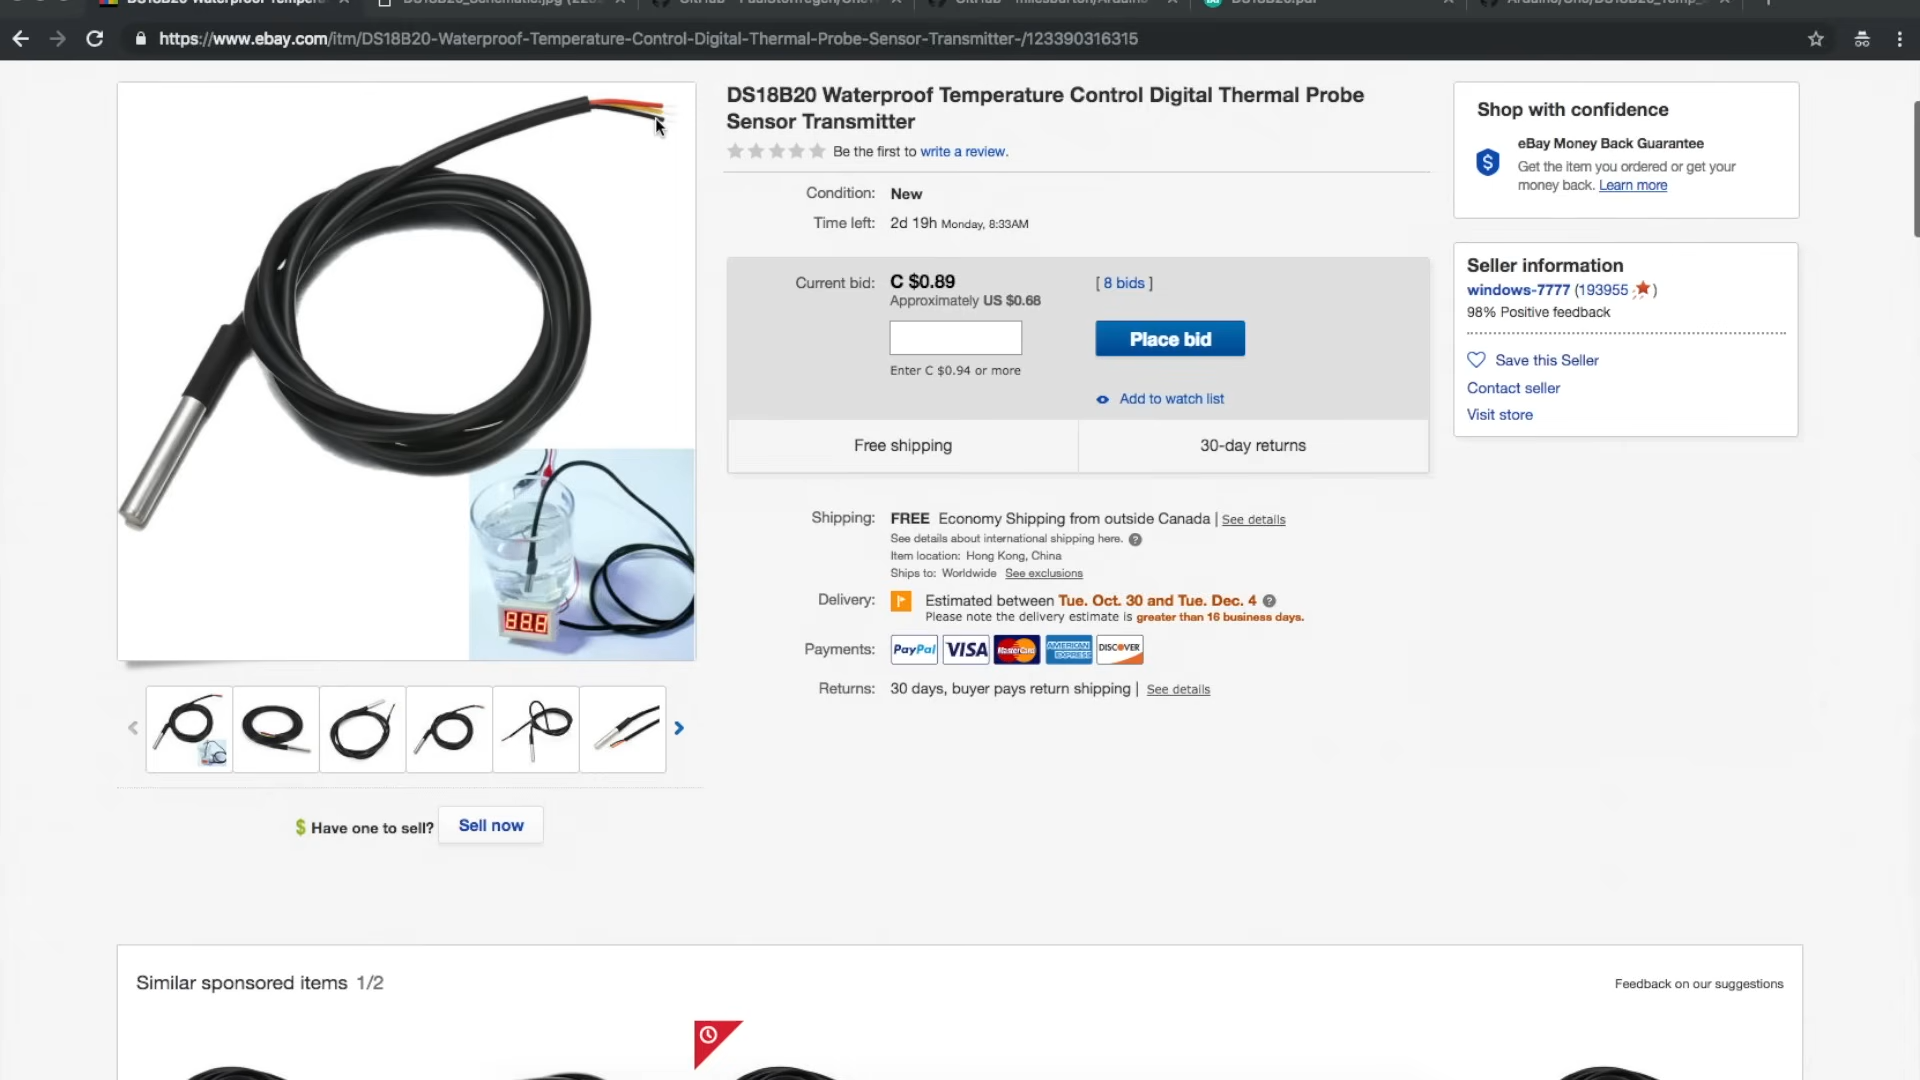 https://www.ebay.com/itm/DS18B20-Waterproof-Temperature-Control-Digital-Thermal-Probe-Sensor-Transmitter-/123390316315
DS18B20 Waterproof Temperature Control Digital Thermal Probe
Sensor Transmitter
Be the first to write a review.
Condition: New
Time left: 2d 19h Monday, 8:33AM
Current bid: C $0.89 [ 8 bids ]
Approximately US $0.68
Place bid
Enter C $0.94 or more
Add to watch list
Free shipping 30-day returns
Shipping: FREE Economy Shipping from outside Canada | See details
See details about international shipping here.
Item location: Hong Kong, China
Ships to: Worldwide See exclusions
Delivery: Estimated between Tue. Oct. 30 and Tue. Dec. 4
Please note the delivery estimate is greater than 16 business days.
Payments: PayPal VISA MasterCard AMERICAN EXPRESS DISCOVER
Returns: 30 days, buyer pays return shipping | See details
Shop with confidence
eBay Money Back Guarantee
Get the item you ordered or get your
money back. Learn more
Seller information
windows-7777 (193955)
98% Positive feedback
Save this Seller
Contact seller
Visit store
88.8
Have one to sell? Sell now
Similar sponsored items 1/2
Feedback on our suggestions